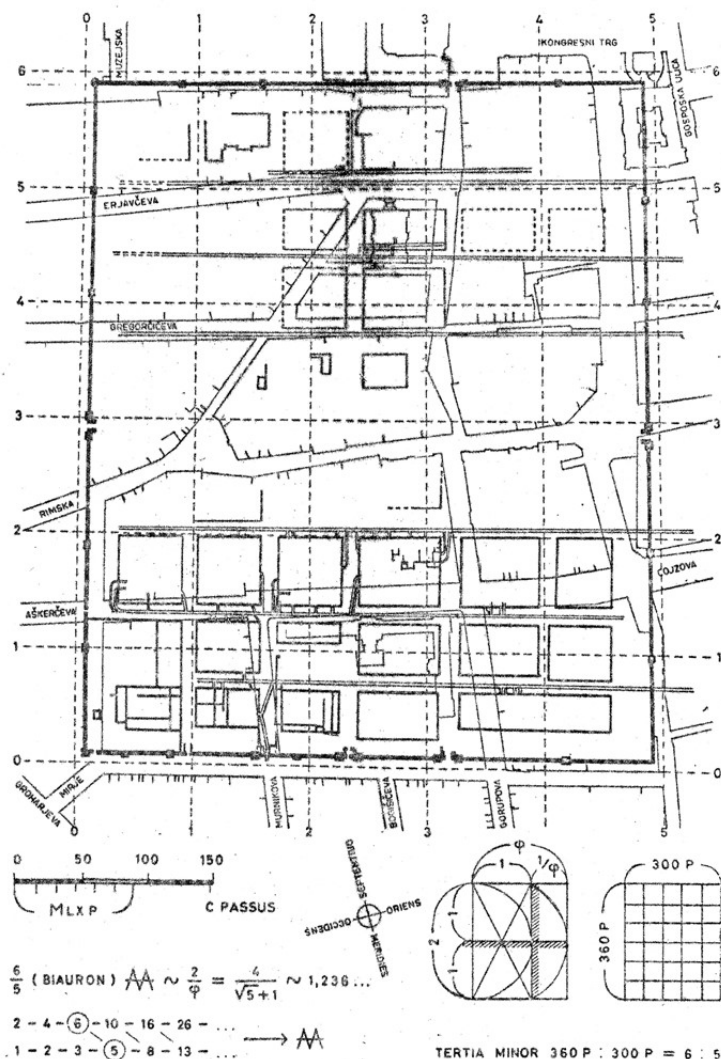 0 2 3 4 5
MUZEJSKA
IKONGRESNI TRG
GOSPOSKA ULICA
6 6
5 5
ERJAVČEVA
4 4
GREGORČIČEVA
3 3
RIMSKA
2 2
COJZOVA
AŠKERČEVA
1 1
0 0
MIRJE
GROHARJEVA
MURNIKOVA
BORŠTNIKOVA
GORUPOVA
0 1 2 3 4 5
0 50 100 150
M LX P C PASSUS
SEPTENTRIO
OCCIDENS
ORIENS
MERIDIES
φ
1 1/φ
2 1 1
300 P
360 P
6/5 (BIAURON) ~ 2/φ = 4/√5+1 ~ 1,236...
2 - 4 - 6 - 10 - 16 - 26 - ...
1 - 2 - 3 - 5 - 8 - 13 - ...
TERTIA MINOR 360 P : 300 P = 6 : 5